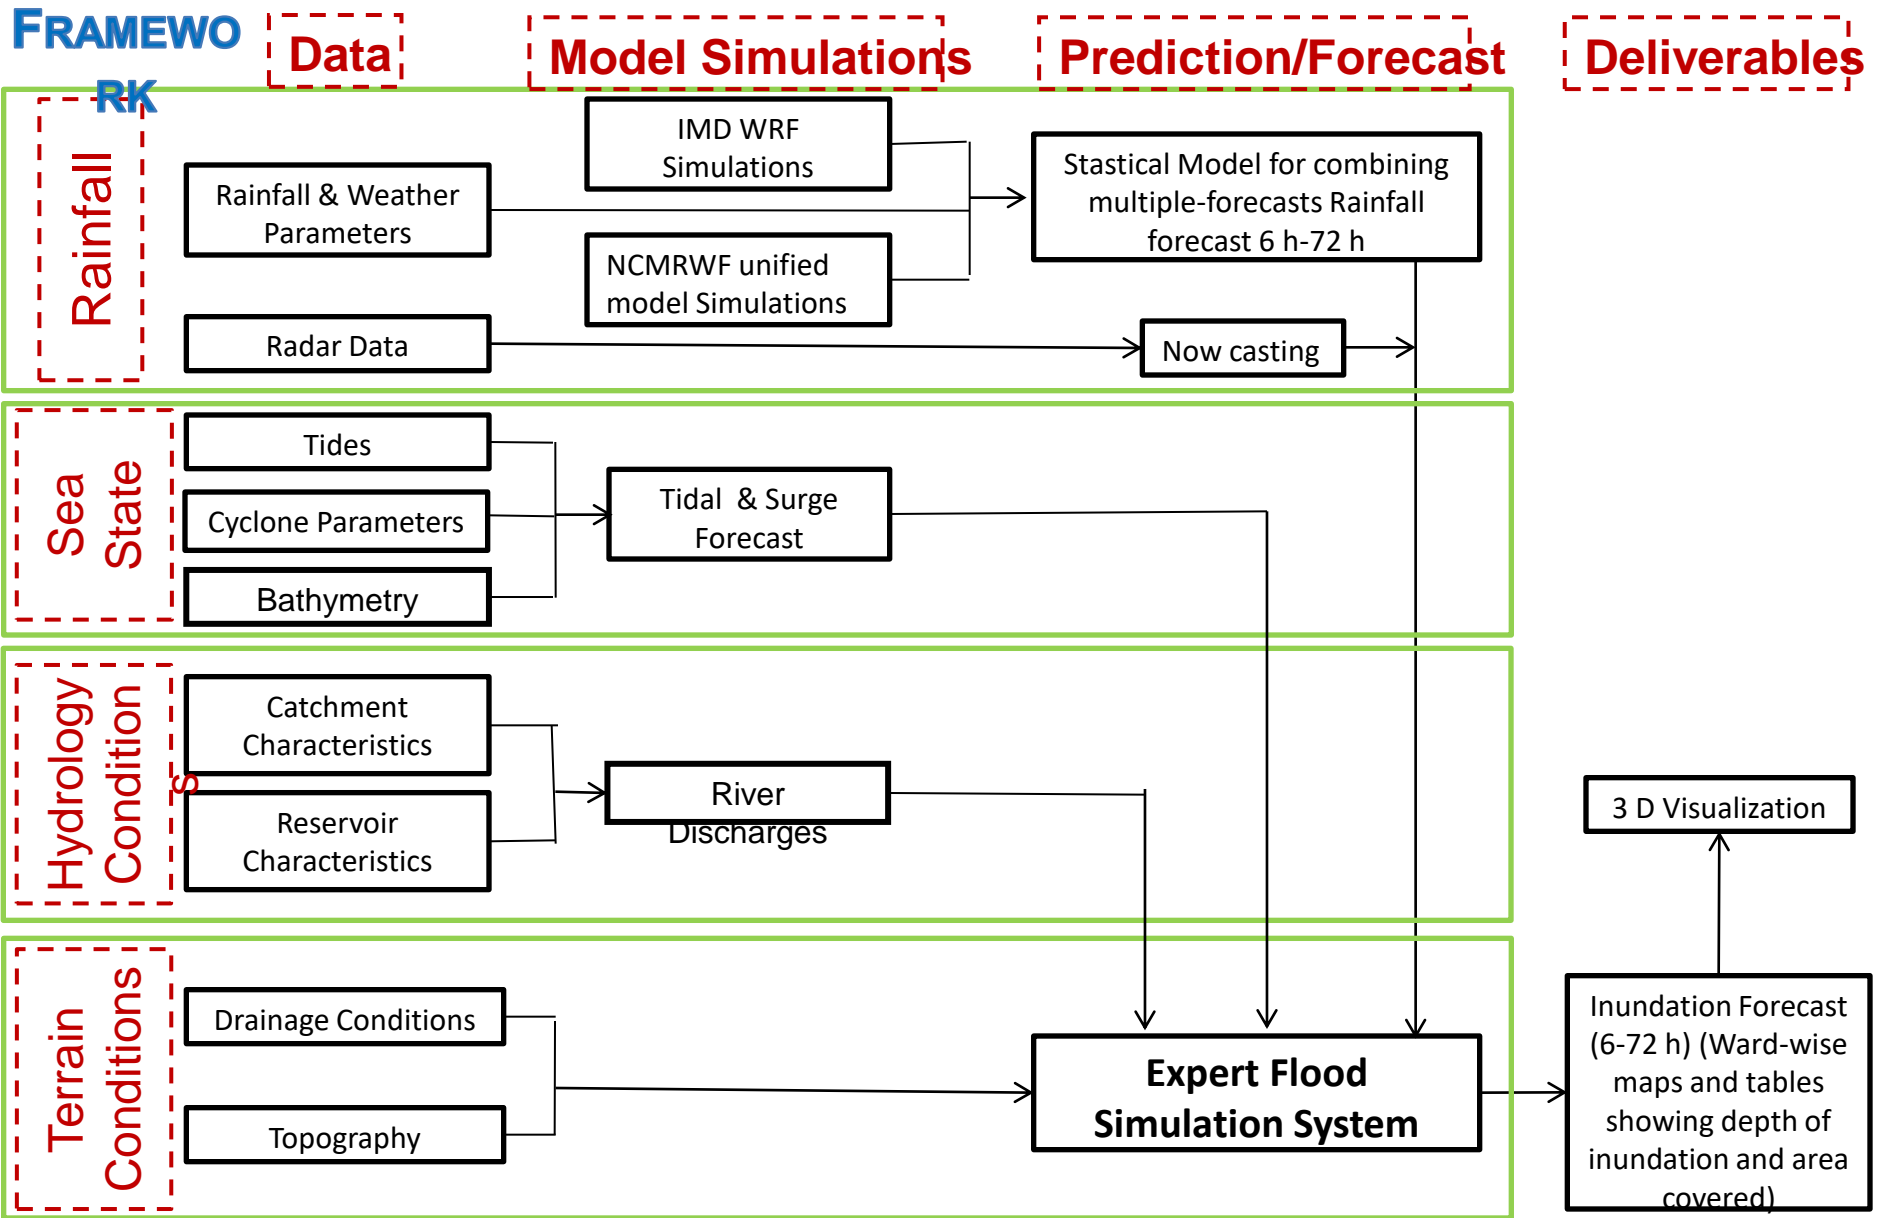 FRAMEWO
RK
Data
Model Simulations
Prediction/Forecast
Deliverables
Rainfall
Rainfall & Weather
Parameters
Radar Data
IMD WRF
Simulations
NCMRWF unified
model Simulations
Stastical Model for combining
multiple-forecasts Rainfall
forecast 6 h-72 h
Now casting
Sea
State
Tides
Cyclone Parameters
Bathymetry
Tidal & Surge
Forecast
Hydrology
Condition
s
Catchment
Characteristics
Reservoir
Characteristics
River
Discharges
3 D Visualization
Terrain
Conditions
Drainage Conditions
Topography
Expert Flood
Simulation System
Inundation Forecast
(6-72 h) (Ward-wise
maps and tables
showing depth of
inundation and area
covered)